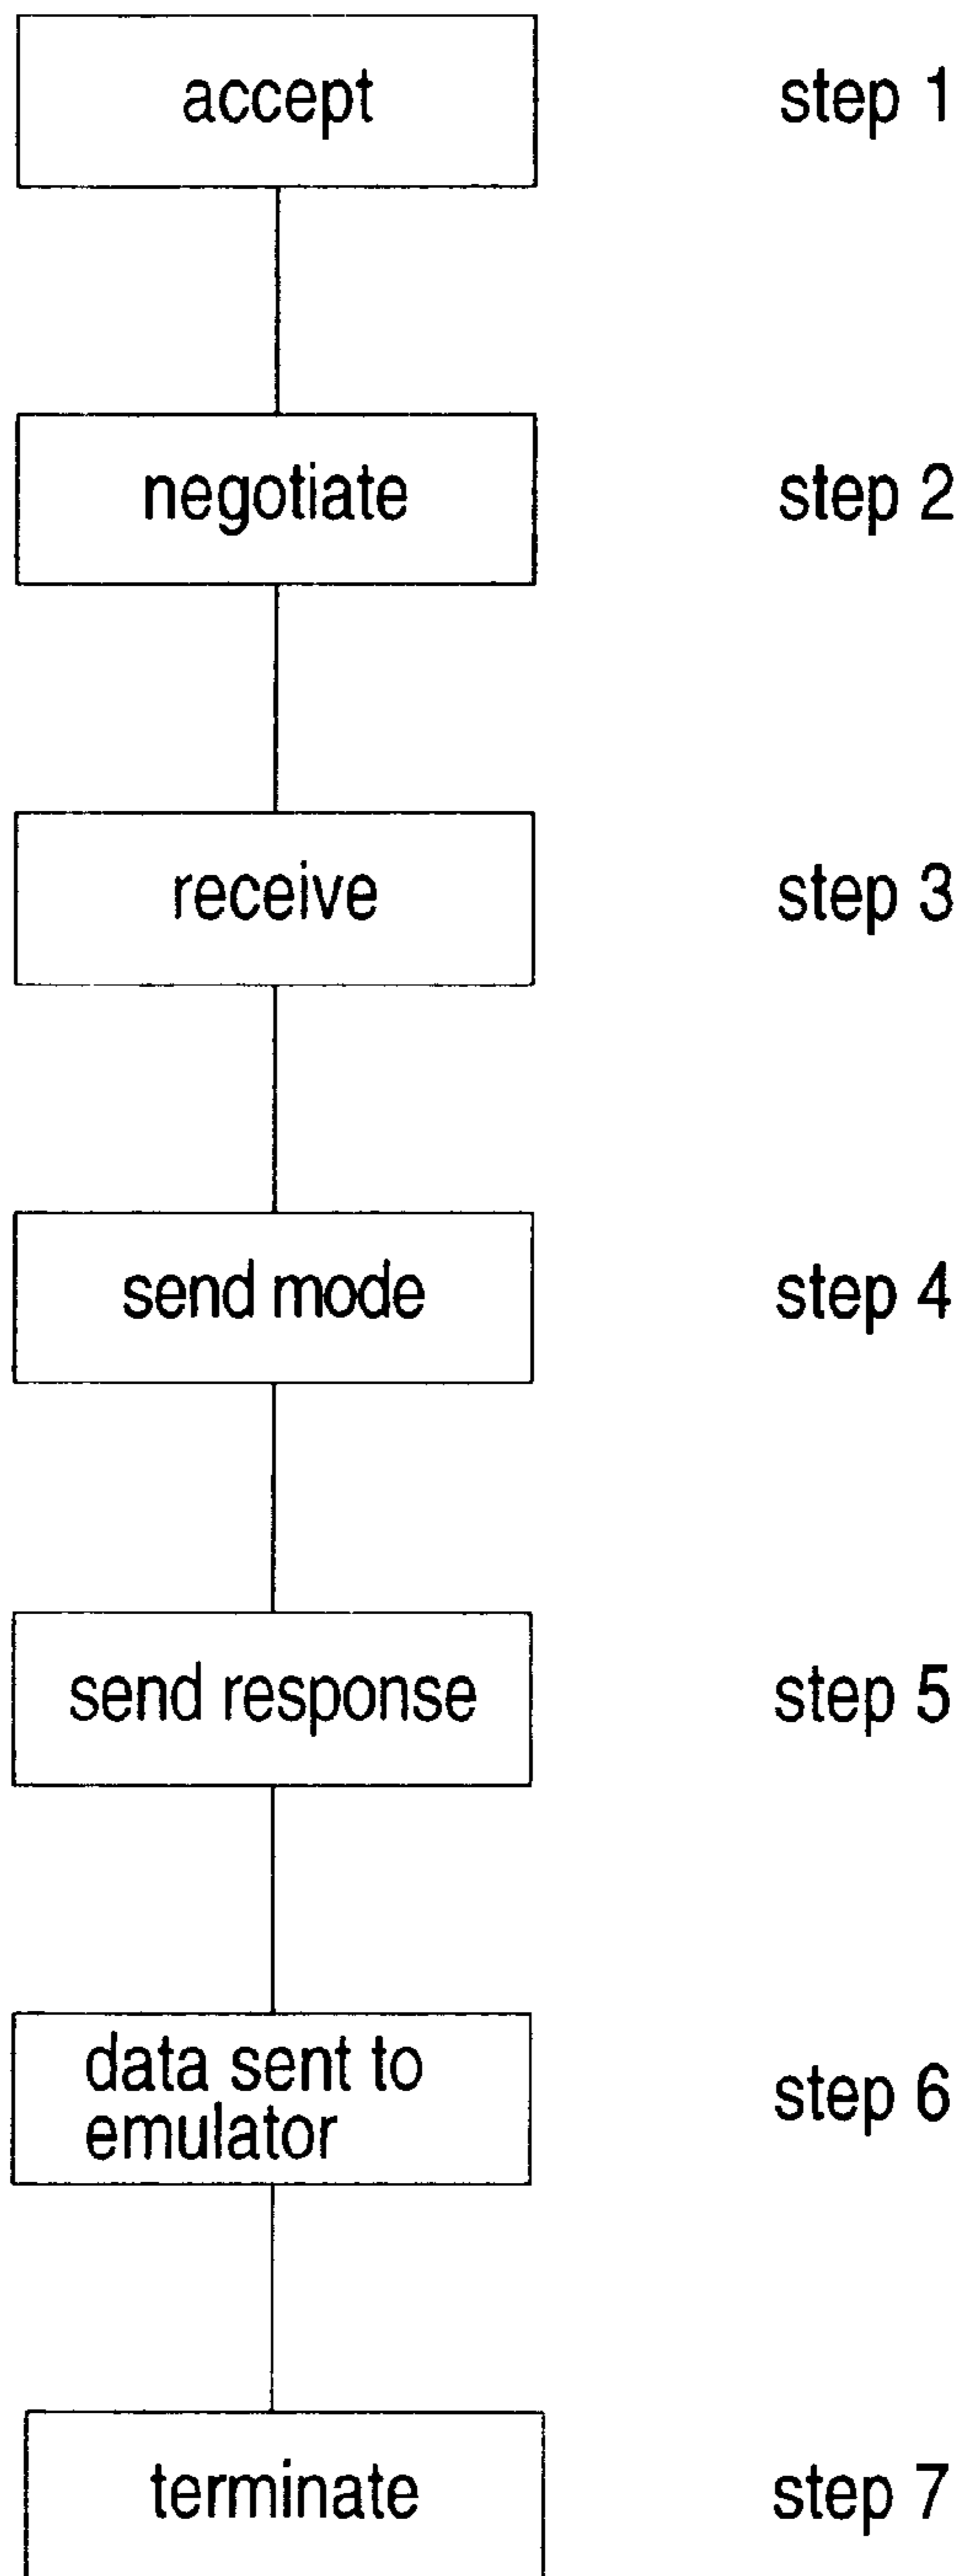 accept step 1
negotiate step 2
receive step 3
send mode step 4
send response step 5
data sent to
emulator step 6
terminate step 7